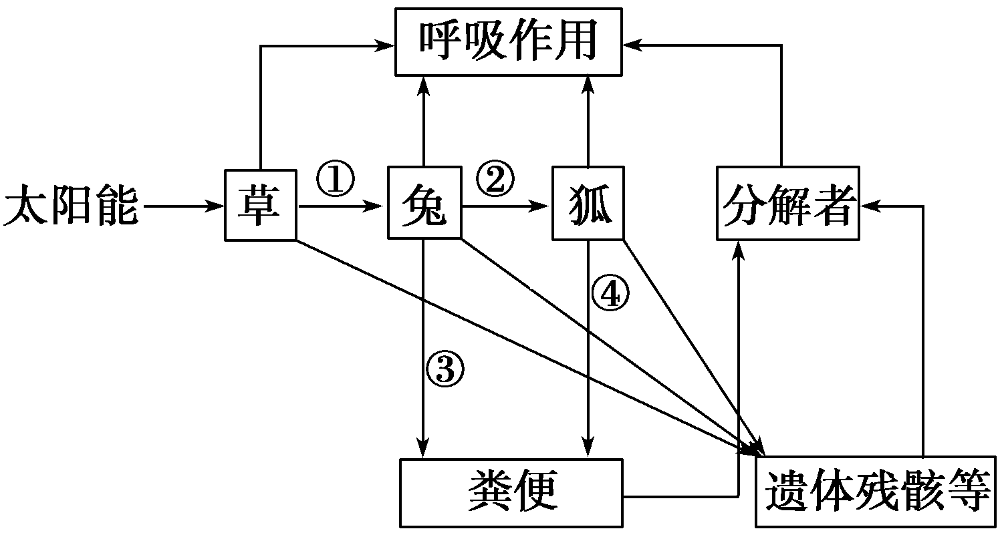 呼吸作用
太阳能
草
①
兔
②
狐
分解者
④
③
粪便
遗体残骸等